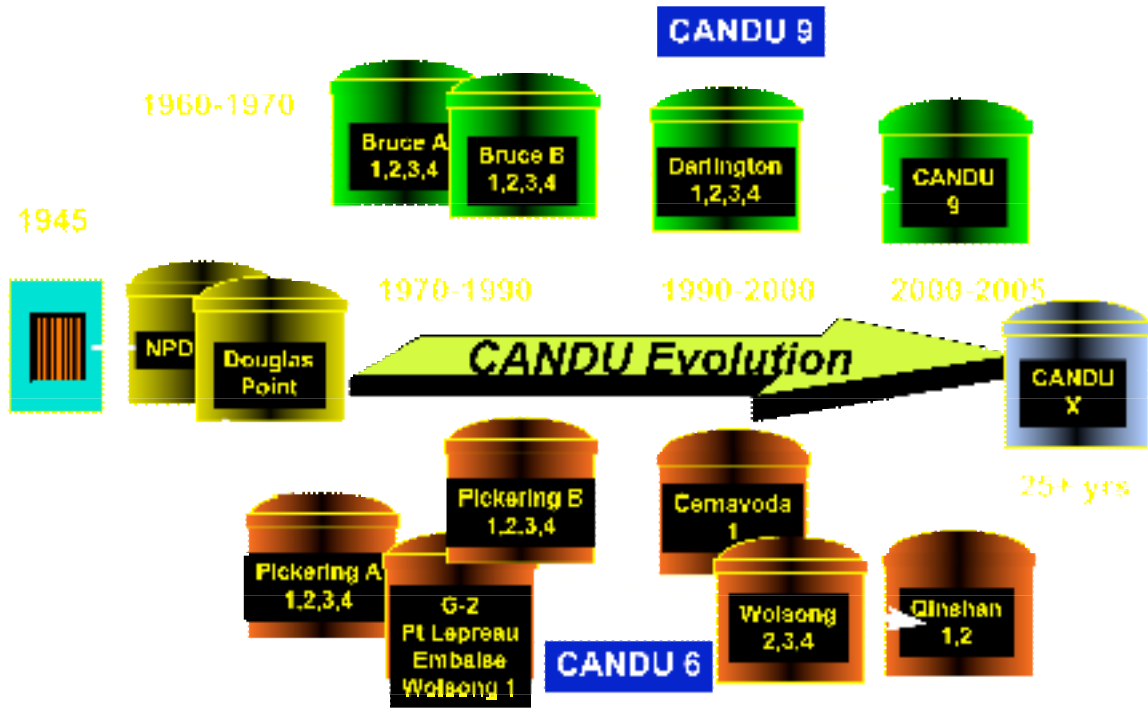 CANDU 9
1960-1970
Bruce A
1,2,3,4
Bruce B
1,2,3,4
Darlington
1,2,3,4
CANDU
9
1945
1970-1990
1990-2000
2000-2005
NPD
Douglas
Point
CANDU Evolution
CANDU
X
25+ yrs
Pickering B
1,2,3,4
Cernavoda
1
Pickering A
1,2,3,4
G-2
Pt Lepreau
Embalse
Wolsong 1
Wolsong
2,3,4
Qinshan
1,2
CANDU 6